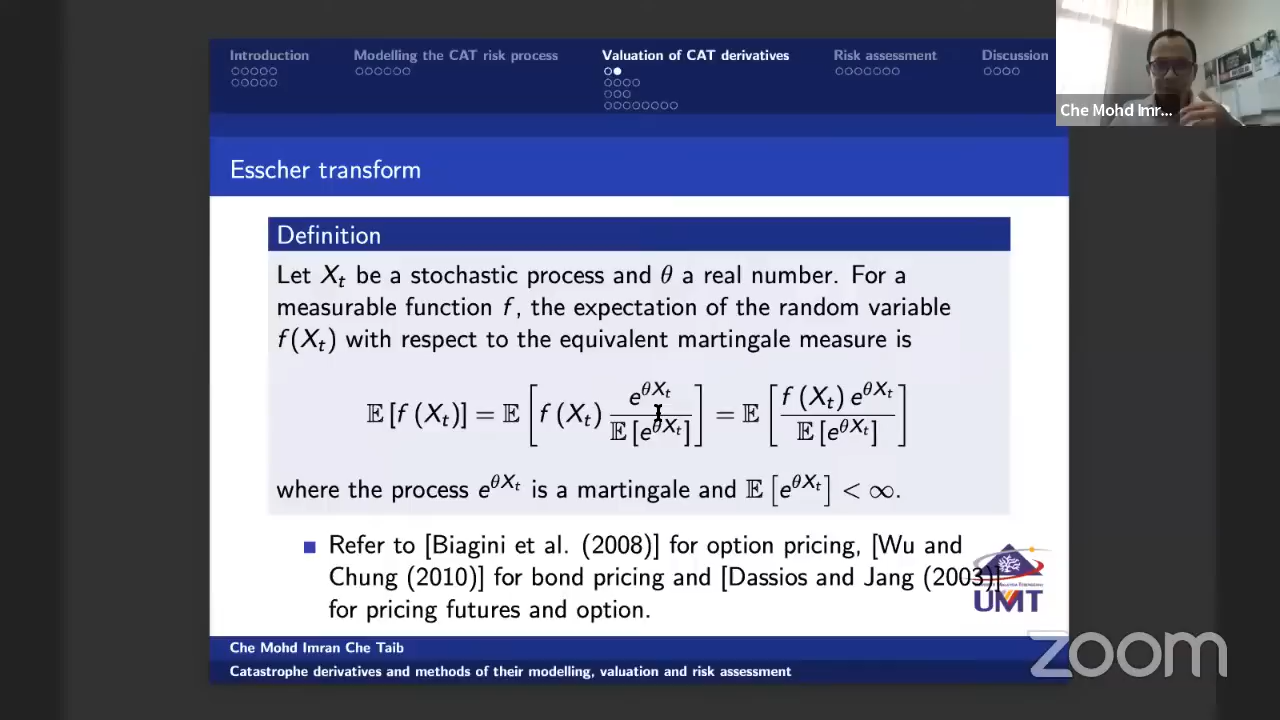 Introduction Modelling the CAT risk process Valuation of CAT derivatives Risk assessment Discussion
Che Mohd Imr...
Esscher transform
Definition
Let X_t be a stochastic process and θ a real number. For a
measurable function f, the expectation of the random variable
f(X_t) with respect to the equivalent martingale measure is
𝔼 [f (X_t)] = 𝔼 [ f (X_t) e^{θX_t} / 𝔼 [e^{θX_t}] ] = 𝔼 [ f (X_t) e^{θX_t} / 𝔼 [e^{θX_t}] ]
where the process e^{θX_t} is a martingale and 𝔼 [e^{θX_t}] < ∞.
Refer to [Biagini et al. (2008)] for option pricing, [Wu and
Chung (2010)] for bond pricing and [Dassios and Jang (2003)]
for pricing futures and option.
UMT
Che Mohd Imran Che Taib
Catastrophe derivatives and methods of their modelling, valuation and risk assessment
zoom